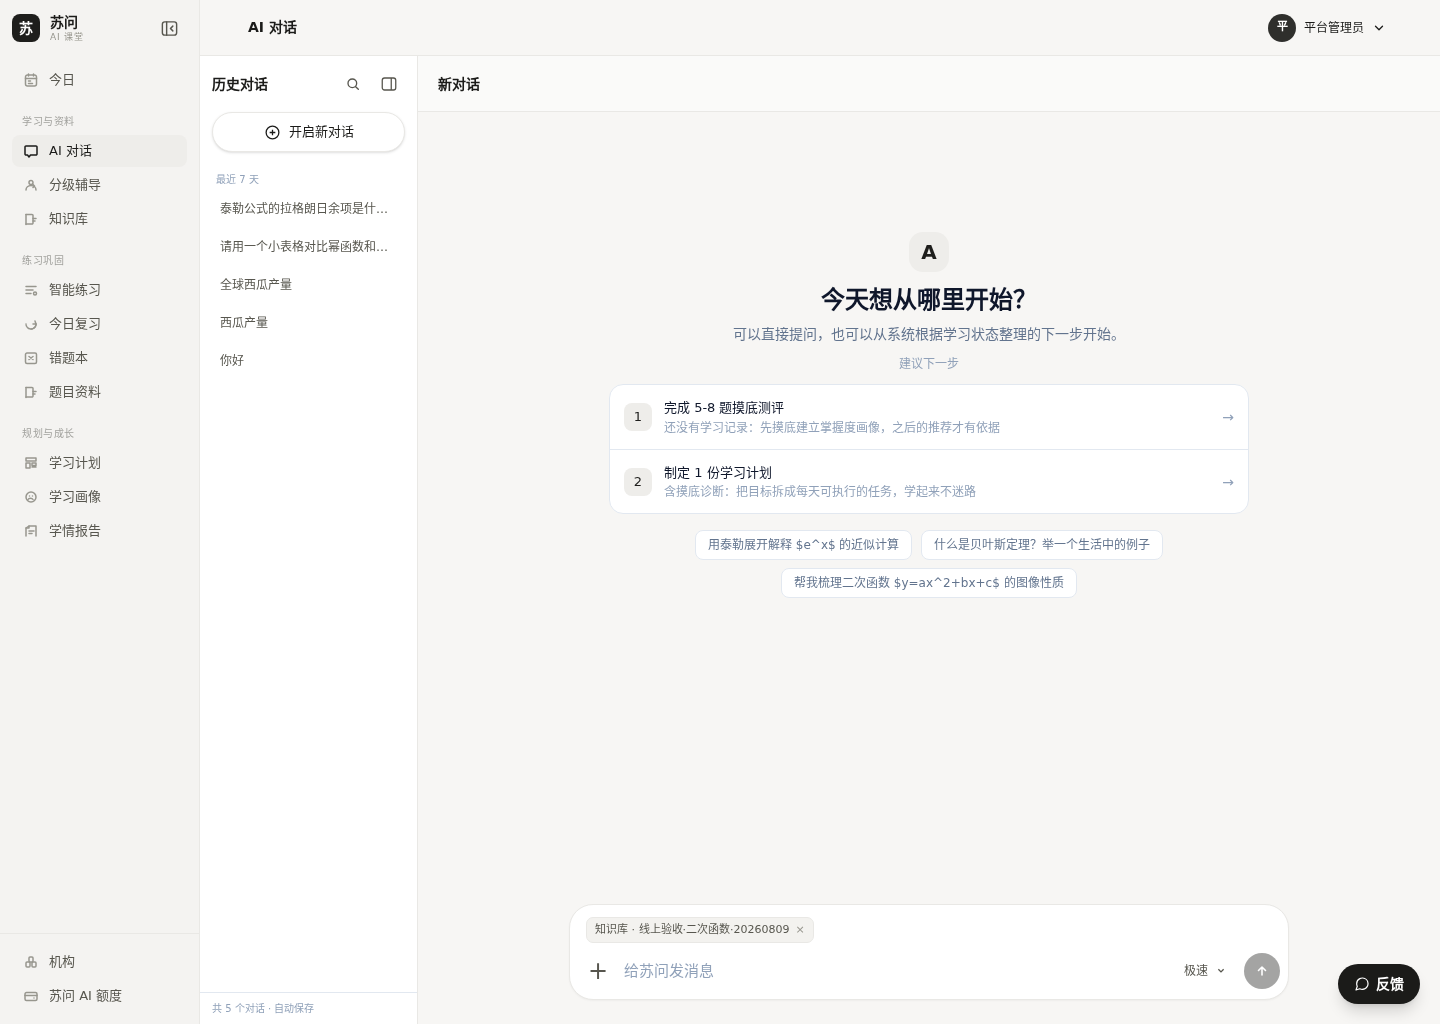 苏
苏问
AI 课堂
今日
学习与资料
AI 对话
分级辅导
知识库
练习巩固
智能练习
今日复习
错题本
题目资料
规划与成长
学习计划
学习画像
学情报告
机构
苏问 AI 额度
AI 对话
平
平台管理员
历史对话
开启新对话
最近 7 天
泰勒公式的拉格朗日余项是什…
请用一个小表格对比幂函数和…
全球西瓜产量
西瓜产量
你好
共 5 个对话 · 自动保存
新对话
A
今天想从哪里开始？
可以直接提问，也可以从系统根据学习状态整理的下一步开始。
建议下一步
1
完成 5-8 题摸底测评
还没有学习记录：先摸底建立掌握度画像，之后的推荐才有依据
→
2
制定 1 份学习计划
含摸底诊断：把目标拆成每天可执行的任务，学起来不迷路
→
用泰勒展开解释 $e^x$ 的近似计算
什么是贝叶斯定理？举一个生活中的例子
帮我梳理二次函数 $y=ax^2+bx+c$ 的图像性质
知识库 · 线上验收·二次函数·20260809 ×
给苏问发消息
极速
反馈